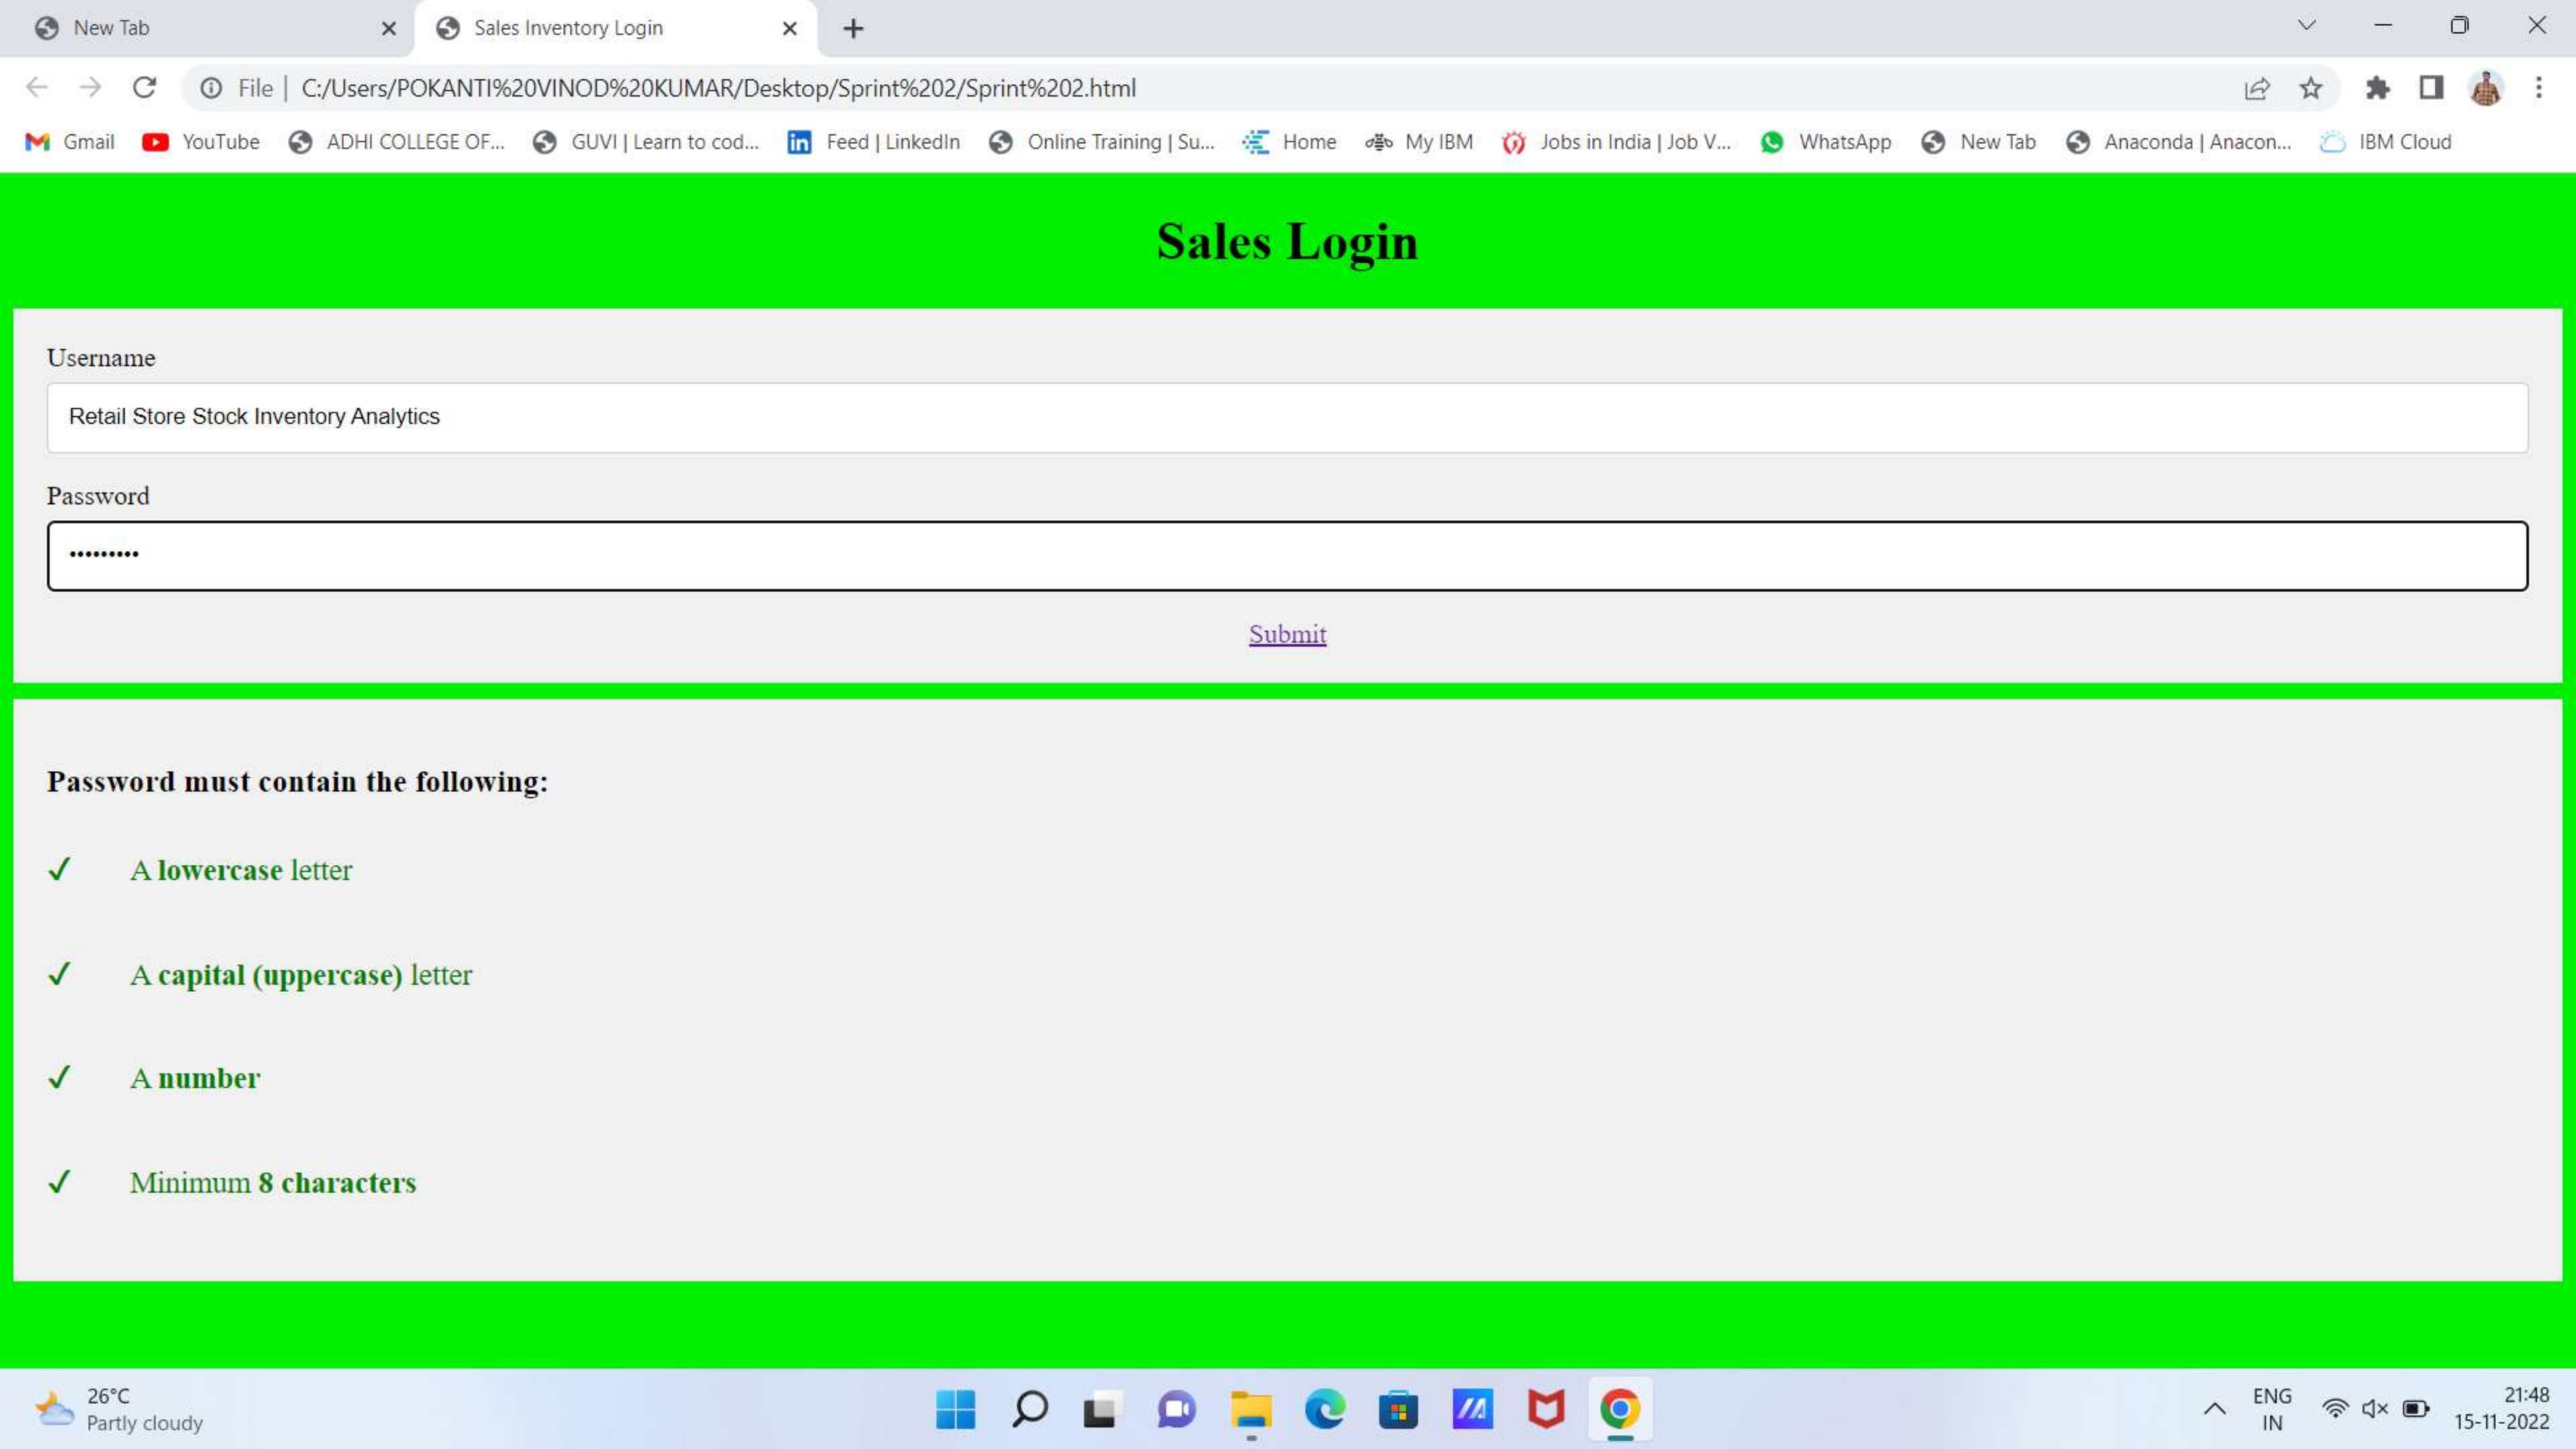 New Tab
Sales Inventory Login
File | C:/Users/POKANTI%20VINOD%20KUMAR/Desktop/Sprint%202/Sprint%202.html
Gmail YouTube ADHI COLLEGE OF... GUVI | Learn to cod... Feed | LinkedIn Online Training | Su... Home My IBM Jobs in India | Job V... WhatsApp New Tab Anaconda | Anacon... IBM Cloud
Sales Login
Username
Retail Store Stock Inventory Analytics
Password
•••••••••
Submit
Password must contain the following:
✓ A lowercase letter
✓ A capital (uppercase) letter
✓ A number
✓ Minimum 8 characters
26°C
Partly cloudy
ENG
IN
21:48
15-11-2022